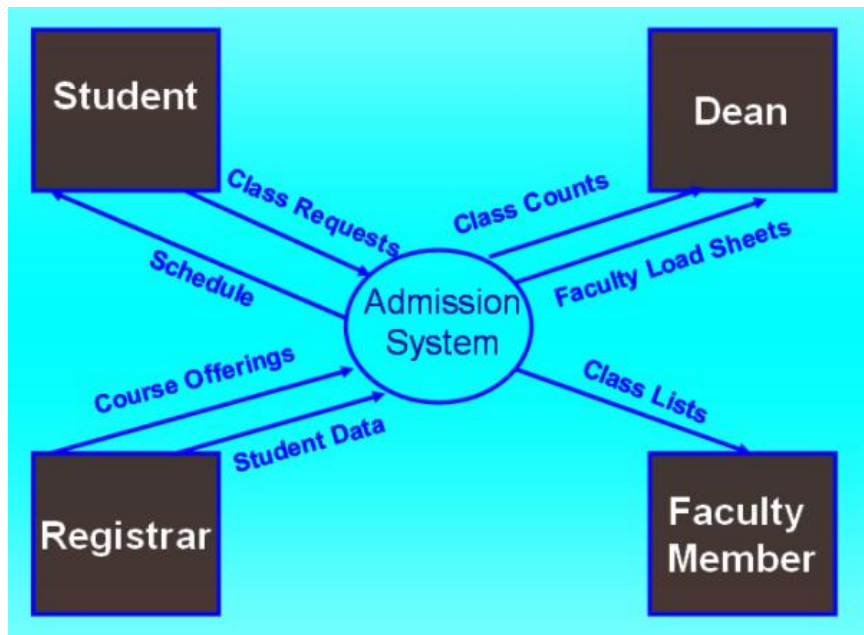 Student
Dean
Class Requests
Class Counts
Schedule
Faculty Load Sheets
Admission
System
Course Offerings
Class Lists
Student Data
Registrar
Faculty
Member